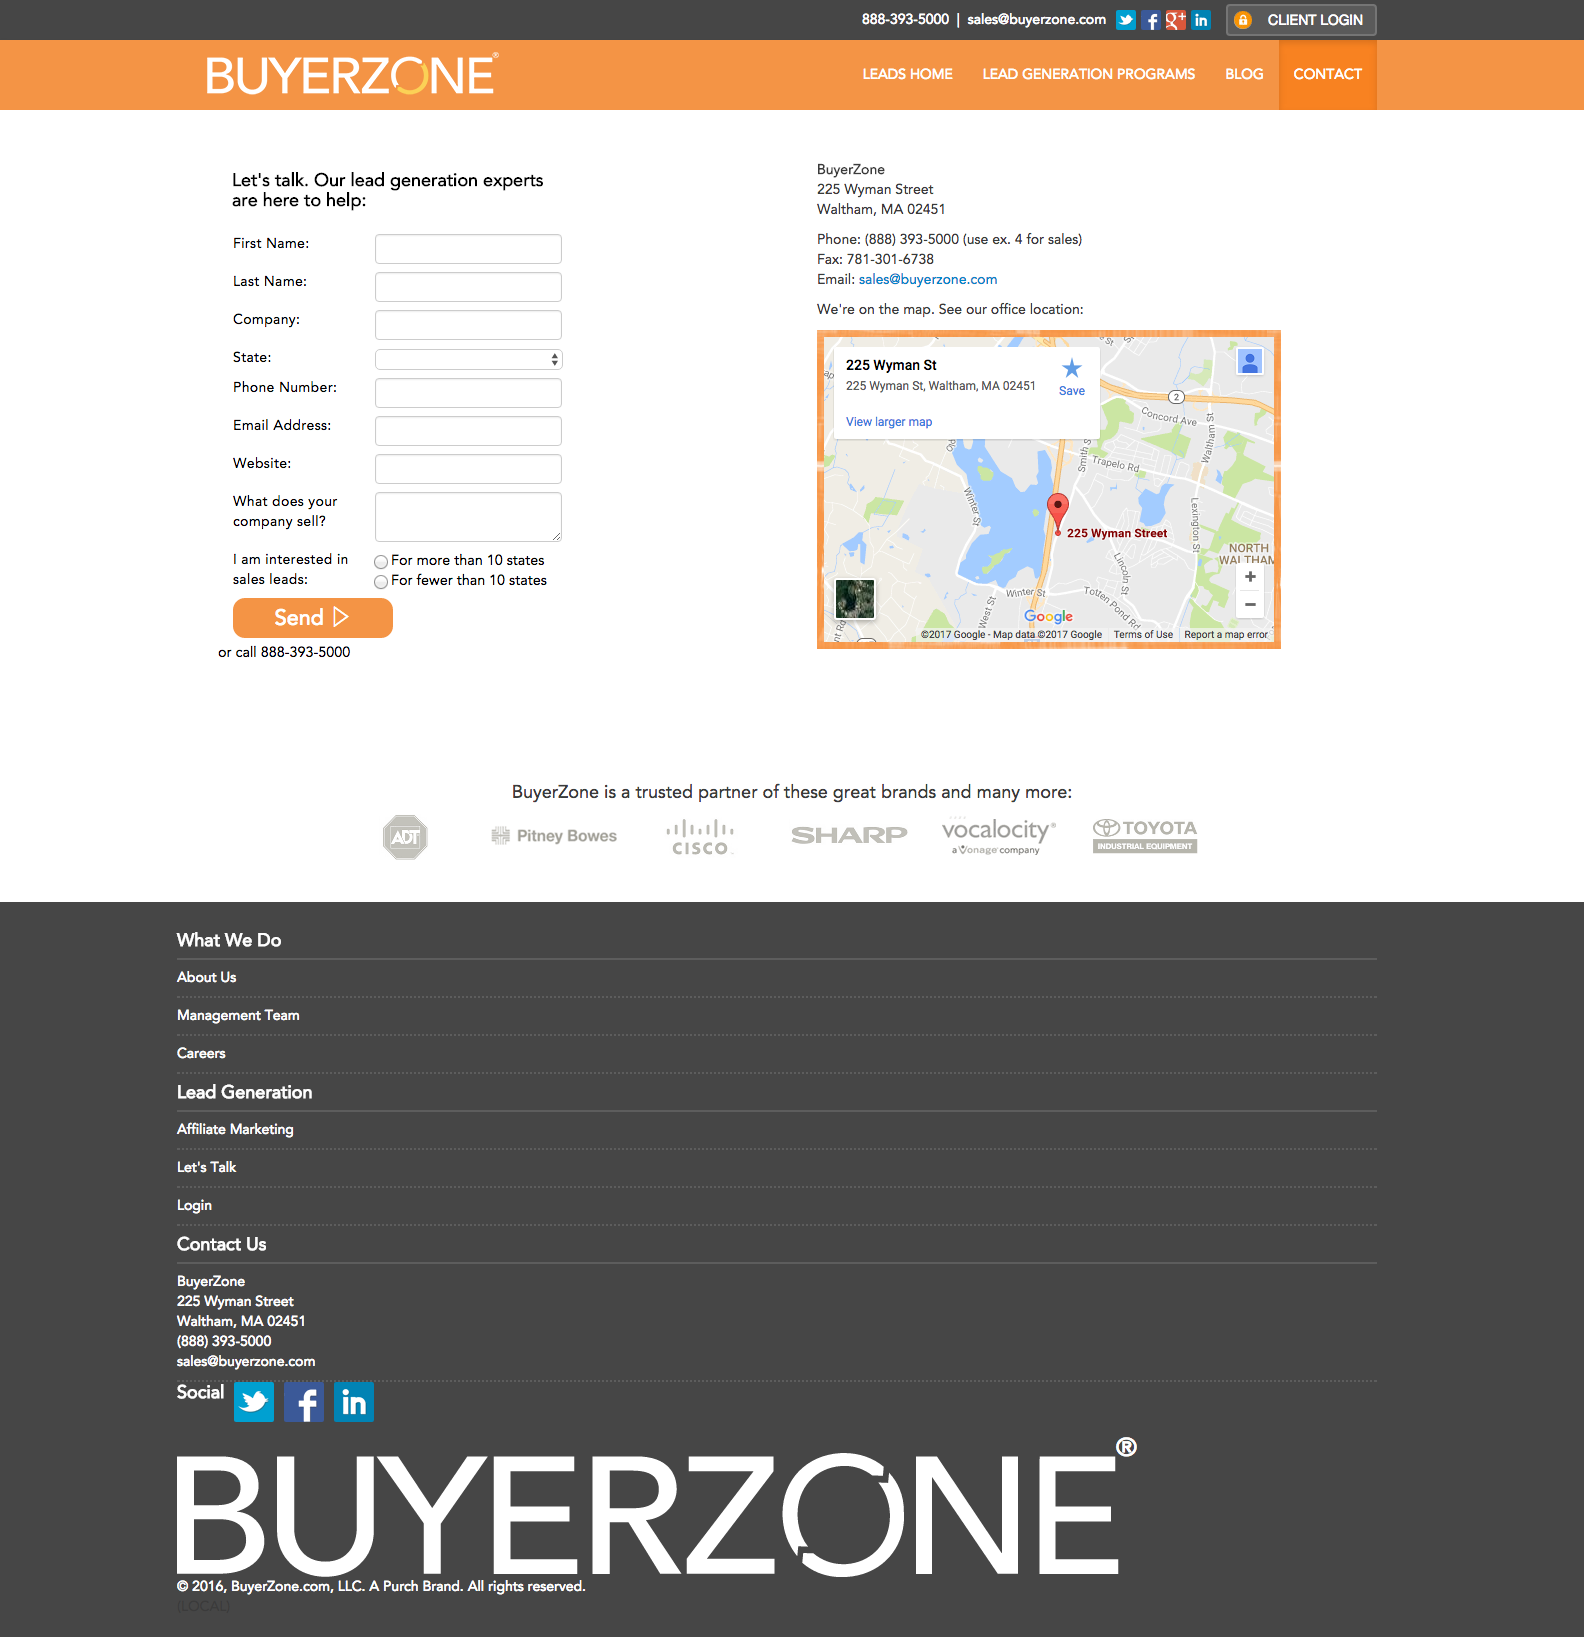 888-393-5000 | sales@buyerzone.com
CLIENT LOGIN
BUYERZONE®
LEADS HOME
LEAD GENERATION PROGRAMS
BLOG
CONTACT
Let's talk. Our lead generation experts
are here to help:
First Name:
Last Name:
Company:
State:
Phone Number:
Email Address:
Website:
What does your
company sell?
I am interested in
sales leads:
For more than 10 states
For fewer than 10 states
Send
or call 888-393-5000
BuyerZone
225 Wyman Street
Waltham, MA 02451
Phone: (888) 393-5000 (use ex. 4 for sales)
Fax: 781-301-6738
Email: sales@buyerzone.com
We're on the map. See our office location:
225 Wyman St
225 Wyman St, Waltham, MA 02451
Save
View larger map
2
Concord Ave
Waltham St
Smith S
Trapelo Rd
Winter St
Lexington St
225 Wyman Street
NORTH
WALTHAM
Lincoln St
Winter St
Totten Pond Rd
West St
nt Rd
Google
©2017 Google - Map data ©2017 Google
Terms of Use
Report a map error
BuyerZone is a trusted partner of these great brands and many more:
ADT
Pitney Bowes
CISCO
SHARP
vocalocity®
a Vonage company
TOYOTA
INDUSTRIAL EQUIPMENT
What We Do
About Us
Management Team
Careers
Lead Generation
Affiliate Marketing
Let's Talk
Login
Contact Us
BuyerZone
225 Wyman Street
Waltham, MA 02451
(888) 393-5000
sales@buyerzone.com
Social
BUYERZONE®
© 2016, BuyerZone.com, LLC. A Purch Brand. All rights reserved.
(LOCAL)